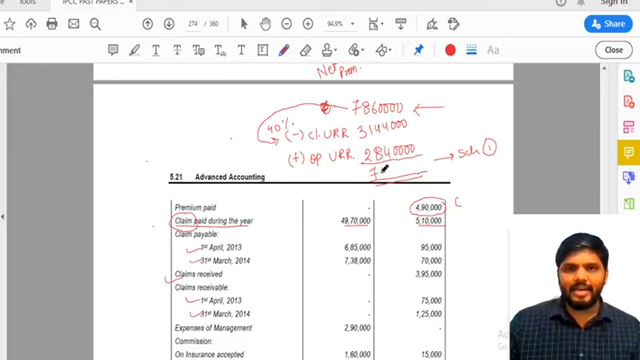 IPCC PAST PAPERS
Sign In
274 / 360
94.9%
omment
Close
Net Prem.
7860000
40% (-) cl. URR 3144000
(+) op URR 2840000 → Sch ①
7
5.21 Advanced Accounting
Premium paid - 4,90,000 C
Claim paid during the year 49,70,000 5,10,000
Claim payable:
1st April, 2013 6,85,000 95,000
31st March, 2014 7,38,000 70,000
Claims received - 3,95,000
Claims receivable:
1st April, 2013 - 75,000
31st March, 2014 - 1,25,000
Expenses of Management 2,90,000 -
Commission:
On Insurance accepted 1,60,000 15,000